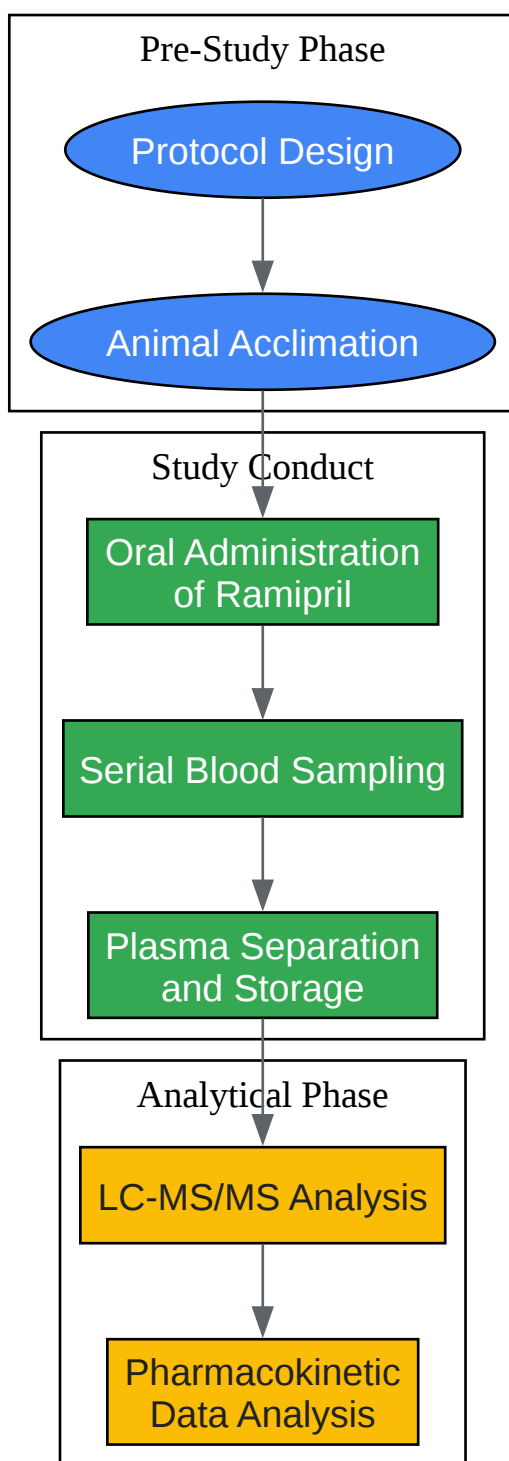 Pre-Study Phase
Protocol Design
Animal Acclimation
Study Conduct
Oral Administration
of Ramipril
Serial Blood Sampling
Plasma Separation
and Storage
Analytical Phase
LC-MS/MS Analysis
Pharmacokinetic
Data Analysis